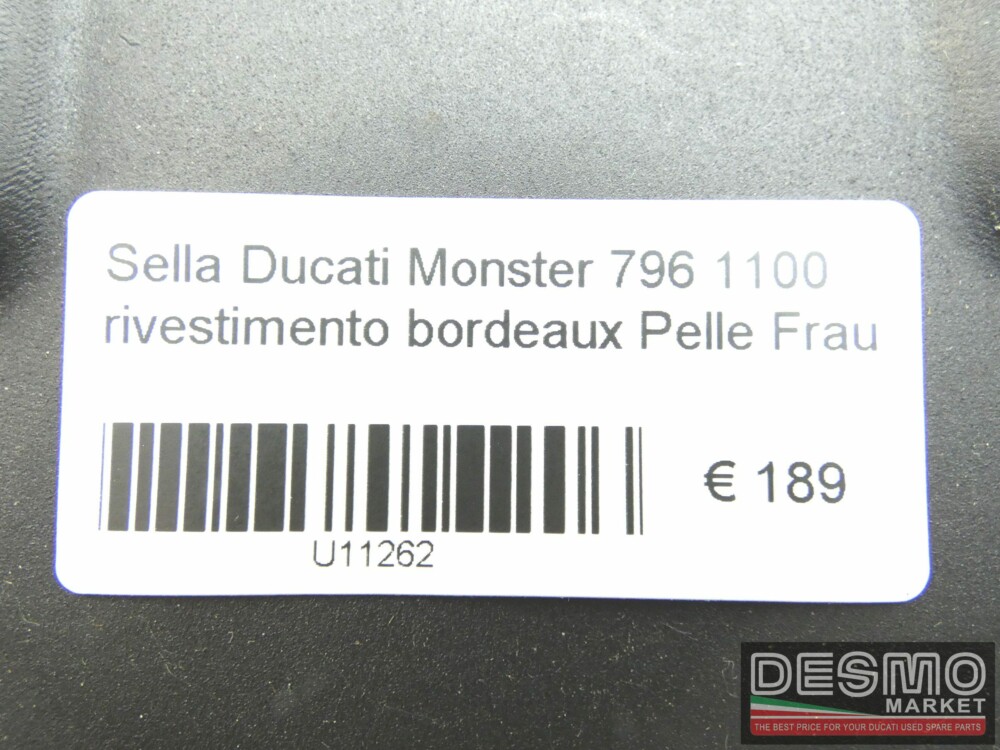 Sella Ducati Monster 796 1100
rivestimento bordeaux Pelle Frau
€ 189
U11262
DESMO
MARKET
THE BEST PRICE FOR YOUR DUCATI USED SPARE PARTS